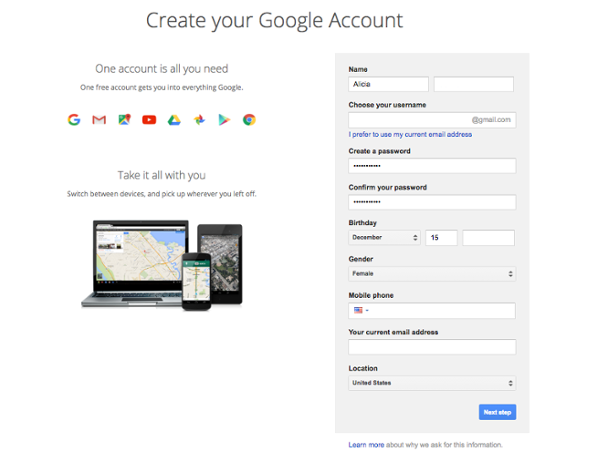 Create your Google Account
One account is all you need
One free account gets you into everything Google.
Take it all with you
Switch between devices, and pick up wherever you left off.
Name
Alicia
Choose your username
@gmail.com
I prefer to use my current email address
Create a password
•••••••••••
Confirm your password
•••••••••••
Birthday
December 15
Gender
Female
Mobile phone
Your current email address
Location
United States
Next step
Learn more about why we ask for this information.